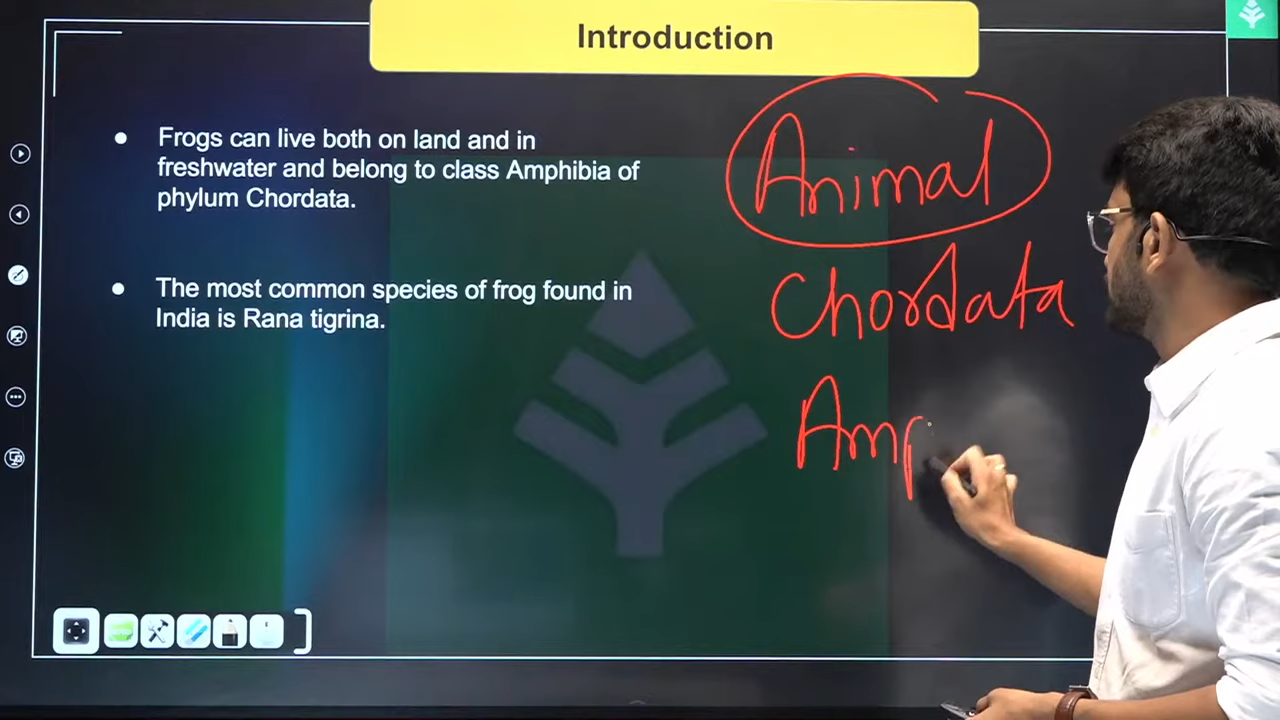 Introduction
Frogs can live both on land and in
freshwater and belong to class Amphibia of
phylum Chordata.
The most common species of frog found in
India is Rana tigrina.
Animal
Chordata
Amp